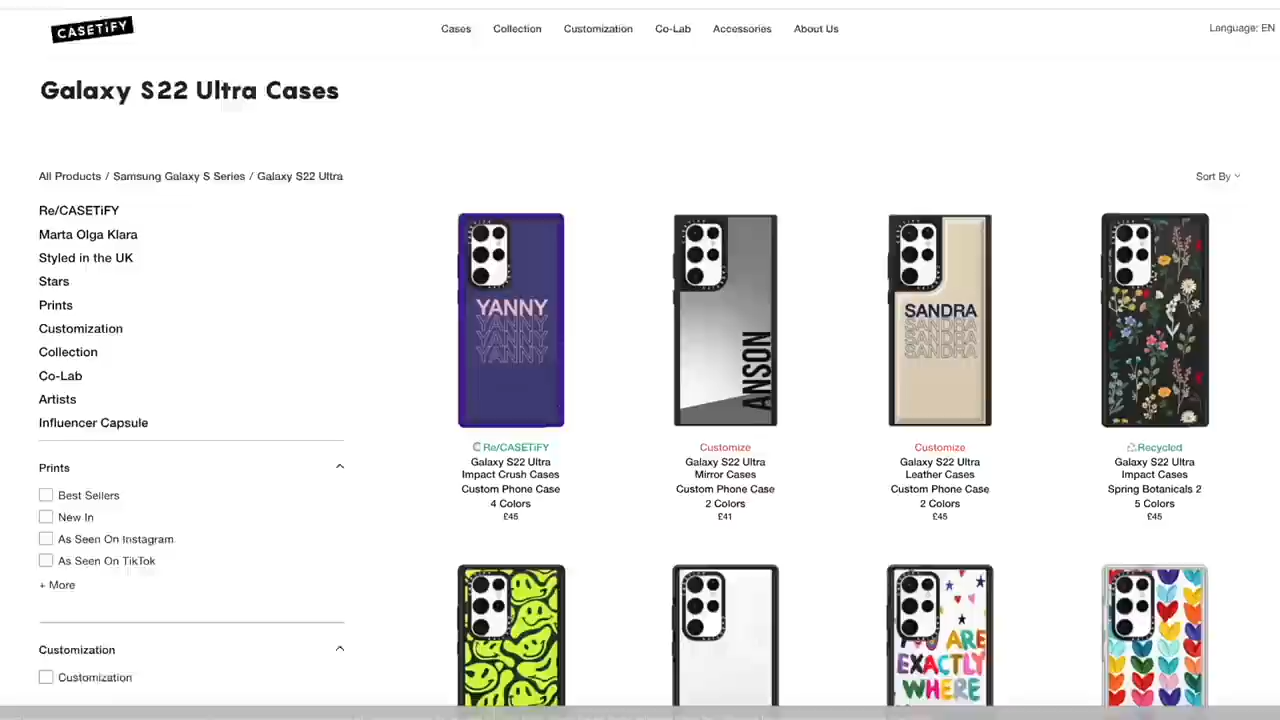 CASETiFY
Cases Collection Customization Co-Lab Accessories About Us
Language: EN
Galaxy S22 Ultra Cases
All Products / Samsung Galaxy S Series / Galaxy S22 Ultra
Sort By
Re/CASETiFY
Marta Olga Klara
Styled in the UK
Stars
Prints
Customization
Collection
Co-Lab
Artists
Influencer Capsule
Prints
Best Sellers
New In
As Seen On Instagram
As Seen On TikTok
+ More
Customization
Customization
YANNY
YANNY
YANNY
YANNY
Re/CASETiFY
Galaxy S22 Ultra
Impact Crush Cases
Custom Phone Case
4 Colors
£45
ANSON
Customize
Galaxy S22 Ultra
Mirror Cases
Custom Phone Case
2 Colors
£41
SANDRA
SANDRA
SANDRA
SANDRA
Customize
Galaxy S22 Ultra
Leather Cases
Custom Phone Case
2 Colors
£45
Recycled
Galaxy S22 Ultra
Impact Cases
Spring Botanicals 2
5 Colors
£45
YOU ARE
EXACTLY
WHERE